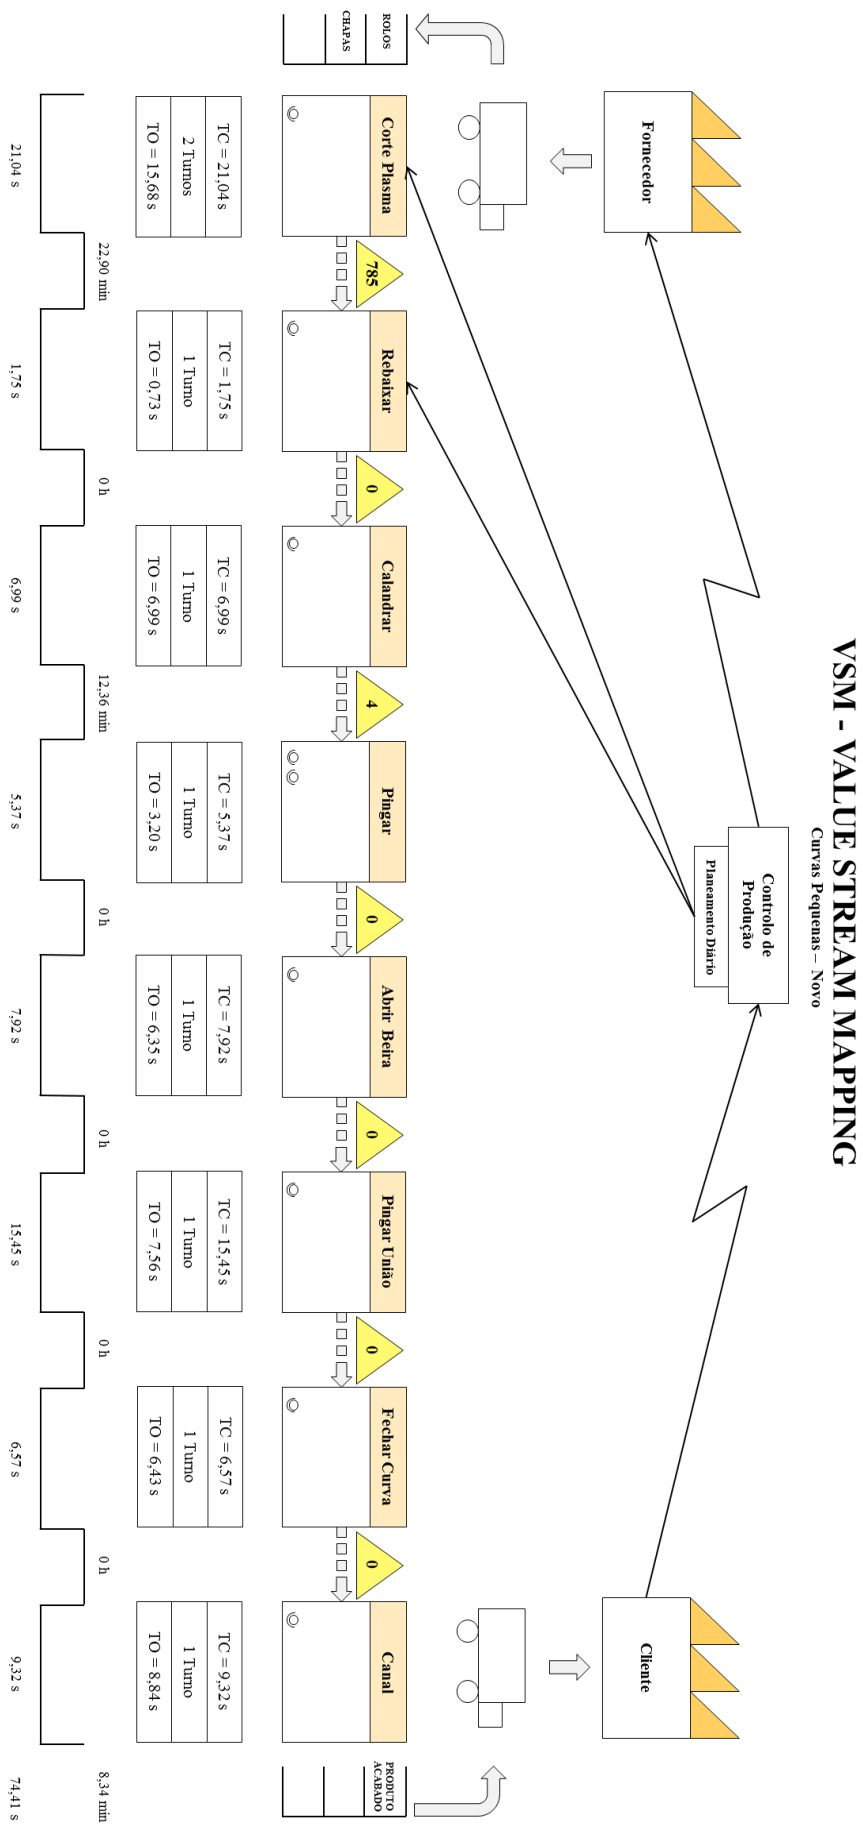 VSM - VALUE STREAM MAPPING
Curvas Pequenas – Novo
Controlo de
Produção
Planeamento Diário
Fornecedor
Cliente
ROLOS
CHAPAS
Corte Plasma
785
Rebaixar
0
Calandrar
4
Pingar
0
Abrir Beira
0
Pingar União
0
Fechar Curva
0
Canal
PRODUTO
ACABADO
TC = 21,04 s
2 Turnos
TO = 15,68 s
TC = 1,75 s
1 Turno
TO = 0,73 s
TC = 6,99 s
1 Turno
TO = 6,99 s
TC = 5,37 s
1 Turno
TO = 3,20 s
TC = 7,92 s
1 Turno
TO = 6,35 s
TC = 15,45 s
1 Turno
TO = 7,56 s
TC = 6,57 s
1 Turno
TO = 6,43 s
TC = 9,32 s
1 Turno
TO = 8,84 s
22,90 min
0 h
12,36 min
0 h
0 h
0 h
0 h
8,34 min
21,04 s
1,75 s
6,99 s
5,37 s
7,92 s
15,45 s
6,57 s
9,32 s
74,41 s